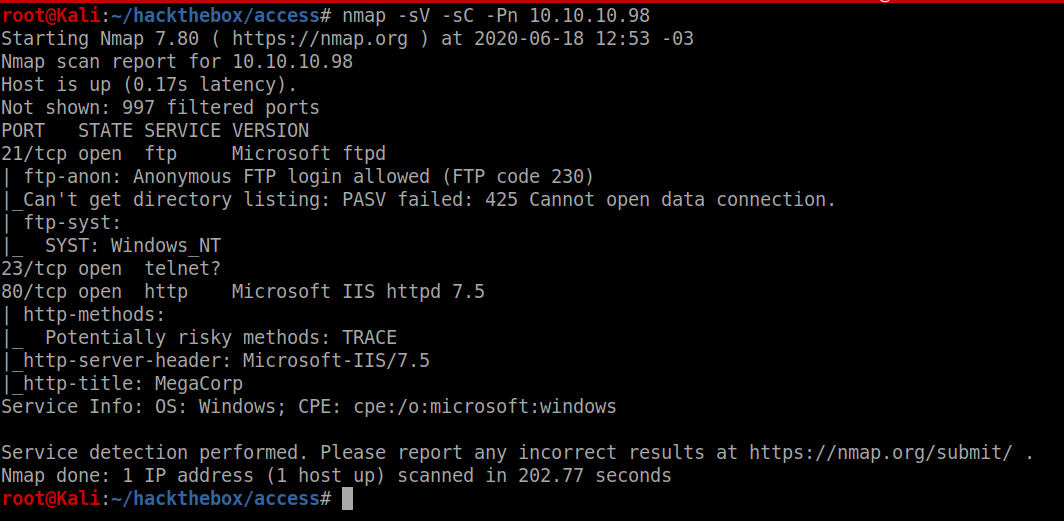 root@Kali:~/hackthebox/access# nmap -sV -sC -Pn 10.10.10.98
Starting Nmap 7.80 ( https://nmap.org ) at 2020-06-18 12:53 -03
Nmap scan report for 10.10.10.98
Host is up (0.17s latency).
Not shown: 997 filtered ports
PORT   STATE SERVICE VERSION
21/tcp open  ftp     Microsoft ftpd
| ftp-anon: Anonymous FTP login allowed (FTP code 230)
|_Can't get directory listing: PASV failed: 425 Cannot open data connection.
| ftp-syst:
|_  SYST: Windows_NT
23/tcp open  telnet?
80/tcp open  http    Microsoft IIS httpd 7.5
| http-methods:
|_  Potentially risky methods: TRACE
|_http-server-header: Microsoft-IIS/7.5
|_http-title: MegaCorp
Service Info: OS: Windows; CPE: cpe:/o:microsoft:windows

Service detection performed. Please report any incorrect results at https://nmap.org/submit/ .
Nmap done: 1 IP address (1 host up) scanned in 202.77 seconds
root@Kali:~/hackthebox/access#